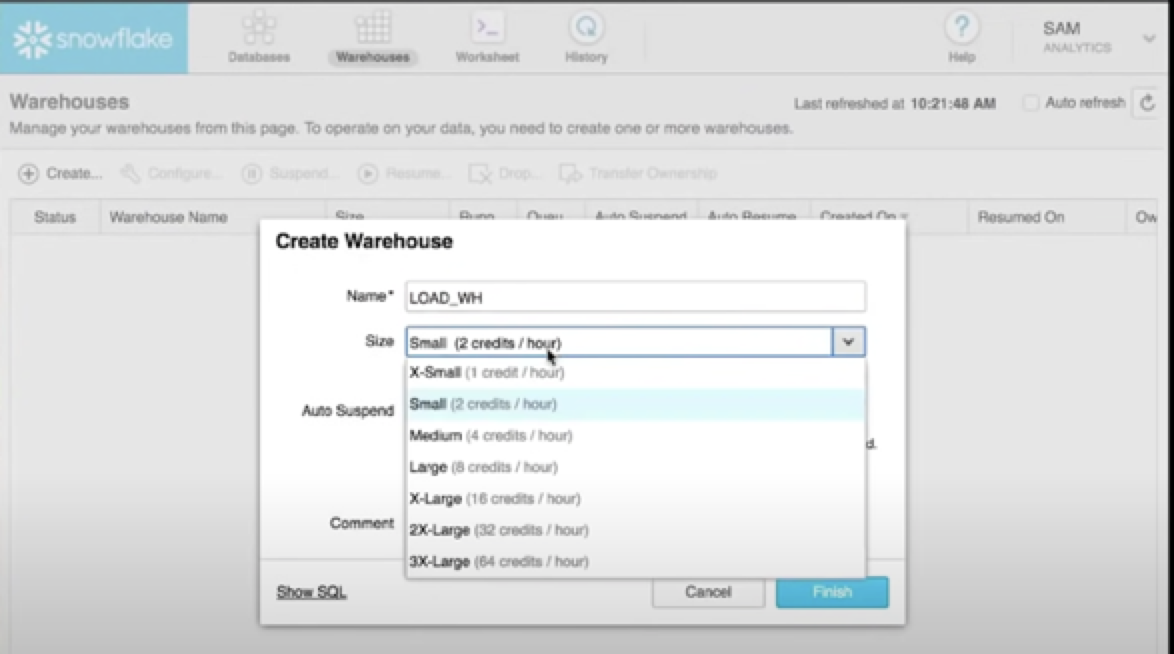 snowflake
Databases
Warehouses
Worksheet
History
Help
SAM
ANALYTICS
Warehouses
Last refreshed at 10:21:48 AM
Auto refresh
Manage your warehouses from this page. To operate on your data, you need to create one or more warehouses.
Create... Configure... Suspend... Resume... Drop... Transfer Ownership
Status Warehouse Name Size Auto Suspend Auto Resume Created On Resumed On Ow
Create Warehouse
Name* LOAD_WH
Size Small (2 credits / hour)
X-Small (1 credit / hour)
Small (2 credits / hour)
Auto Suspend
Medium (4 credits / hour)
d.
Large (8 credits / hour)
X-Large (16 credits / hour)
Comment
2X-Large (32 credits / hour)
3X-Large (64 credits / hour)
Show SQL Cancel Finish